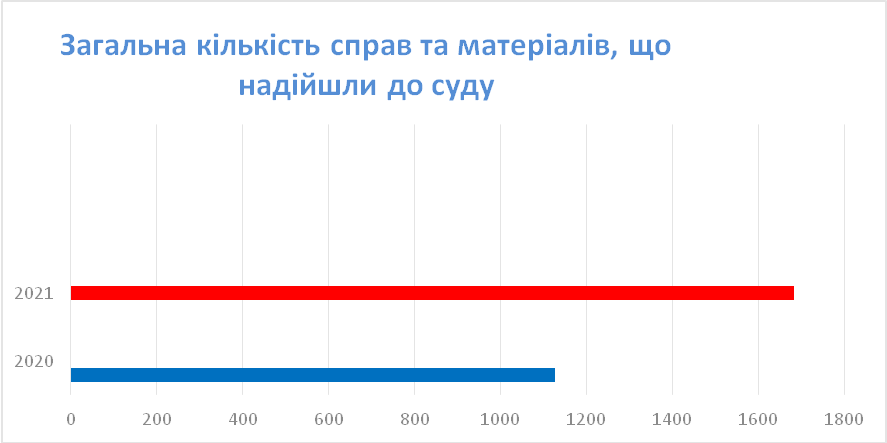 Загальна кількість справ та матеріалів, що
надійшли до суду
2021
2020
0 200 400 600 800 1000 1200 1400 1600 1800